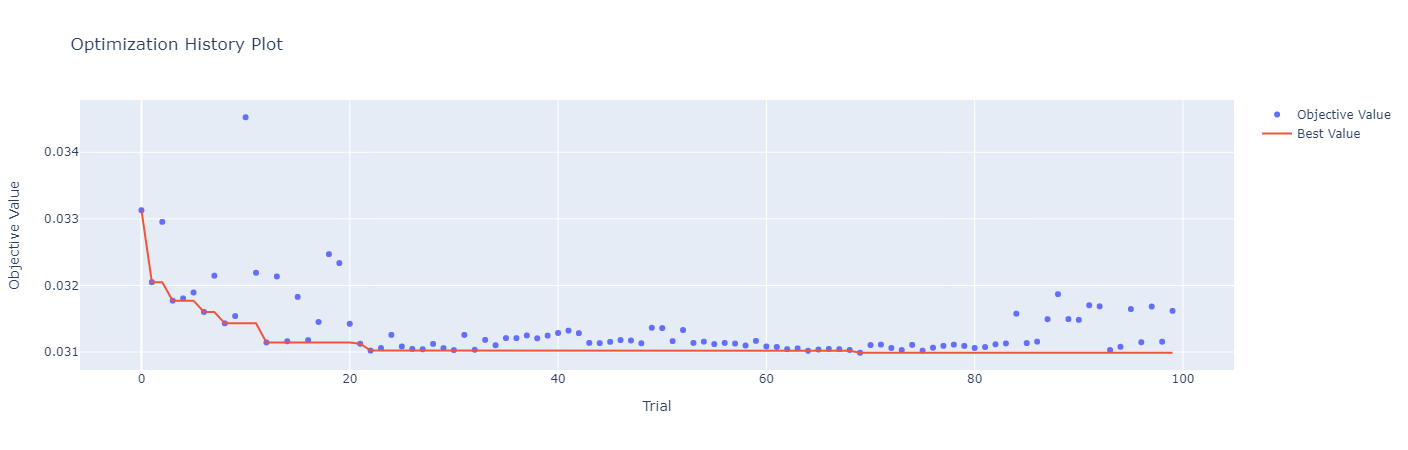 Optimization History Plot
Objective Value
Best Value
0.034
0.033
0.032
0.031
Objective Value
0
20
40
60
80
100
Trial